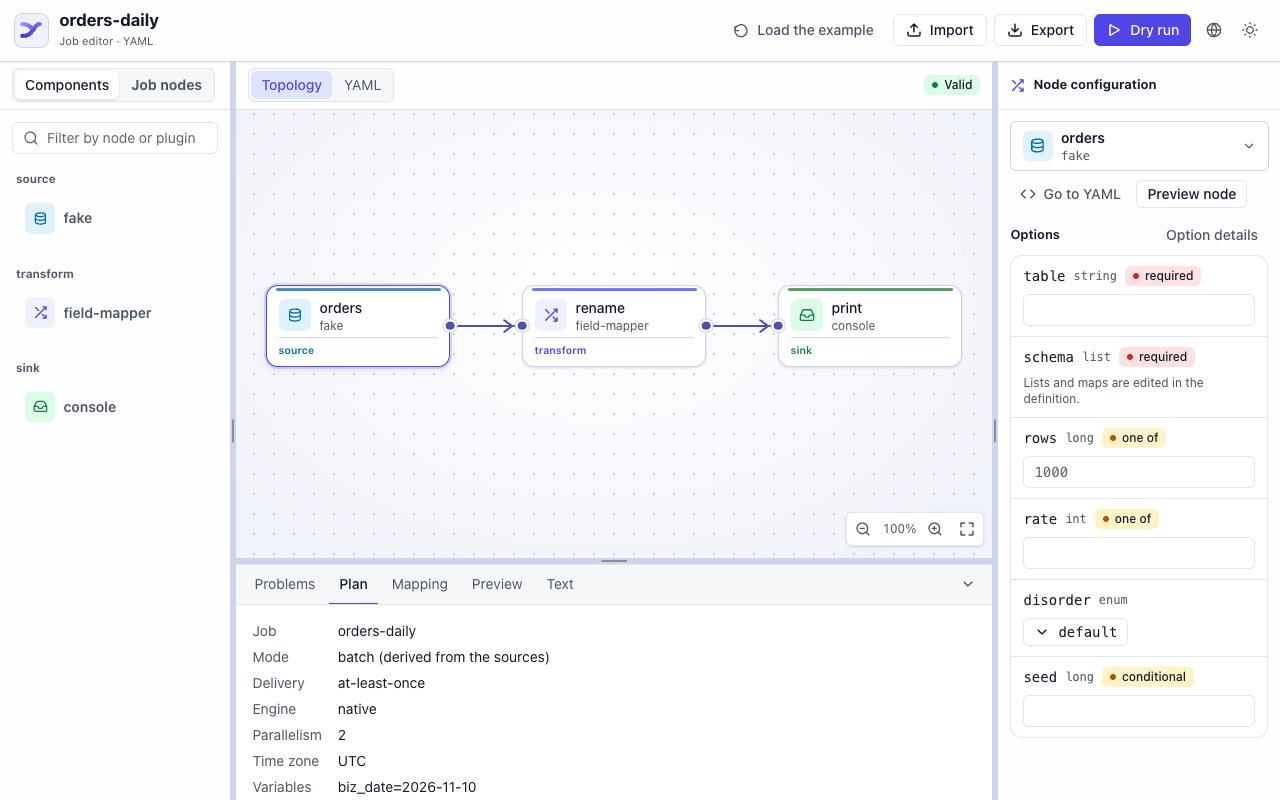 orders-daily
Job editor · YAML
Load the example
Import
Export
Dry run
Components
Job nodes
Filter by node or plugin
source
fake
transform
field-mapper
sink
console
Topology
YAML
Valid
orders
fake
source
rename
field-mapper
transform
print
console
sink
100%
Problems
Plan
Mapping
Preview
Text
Job orders-daily
Mode batch (derived from the sources)
Delivery at-least-once
Engine native
Parallelism 2
Time zone UTC
Variables biz_date=2026-11-10
Node configuration
orders
fake
Go to YAML
Preview node
Options
Option details
table string required
schema list required
Lists and maps are edited in the
definition.
rows long one of
1000
rate int one of
disorder enum
default
seed long conditional